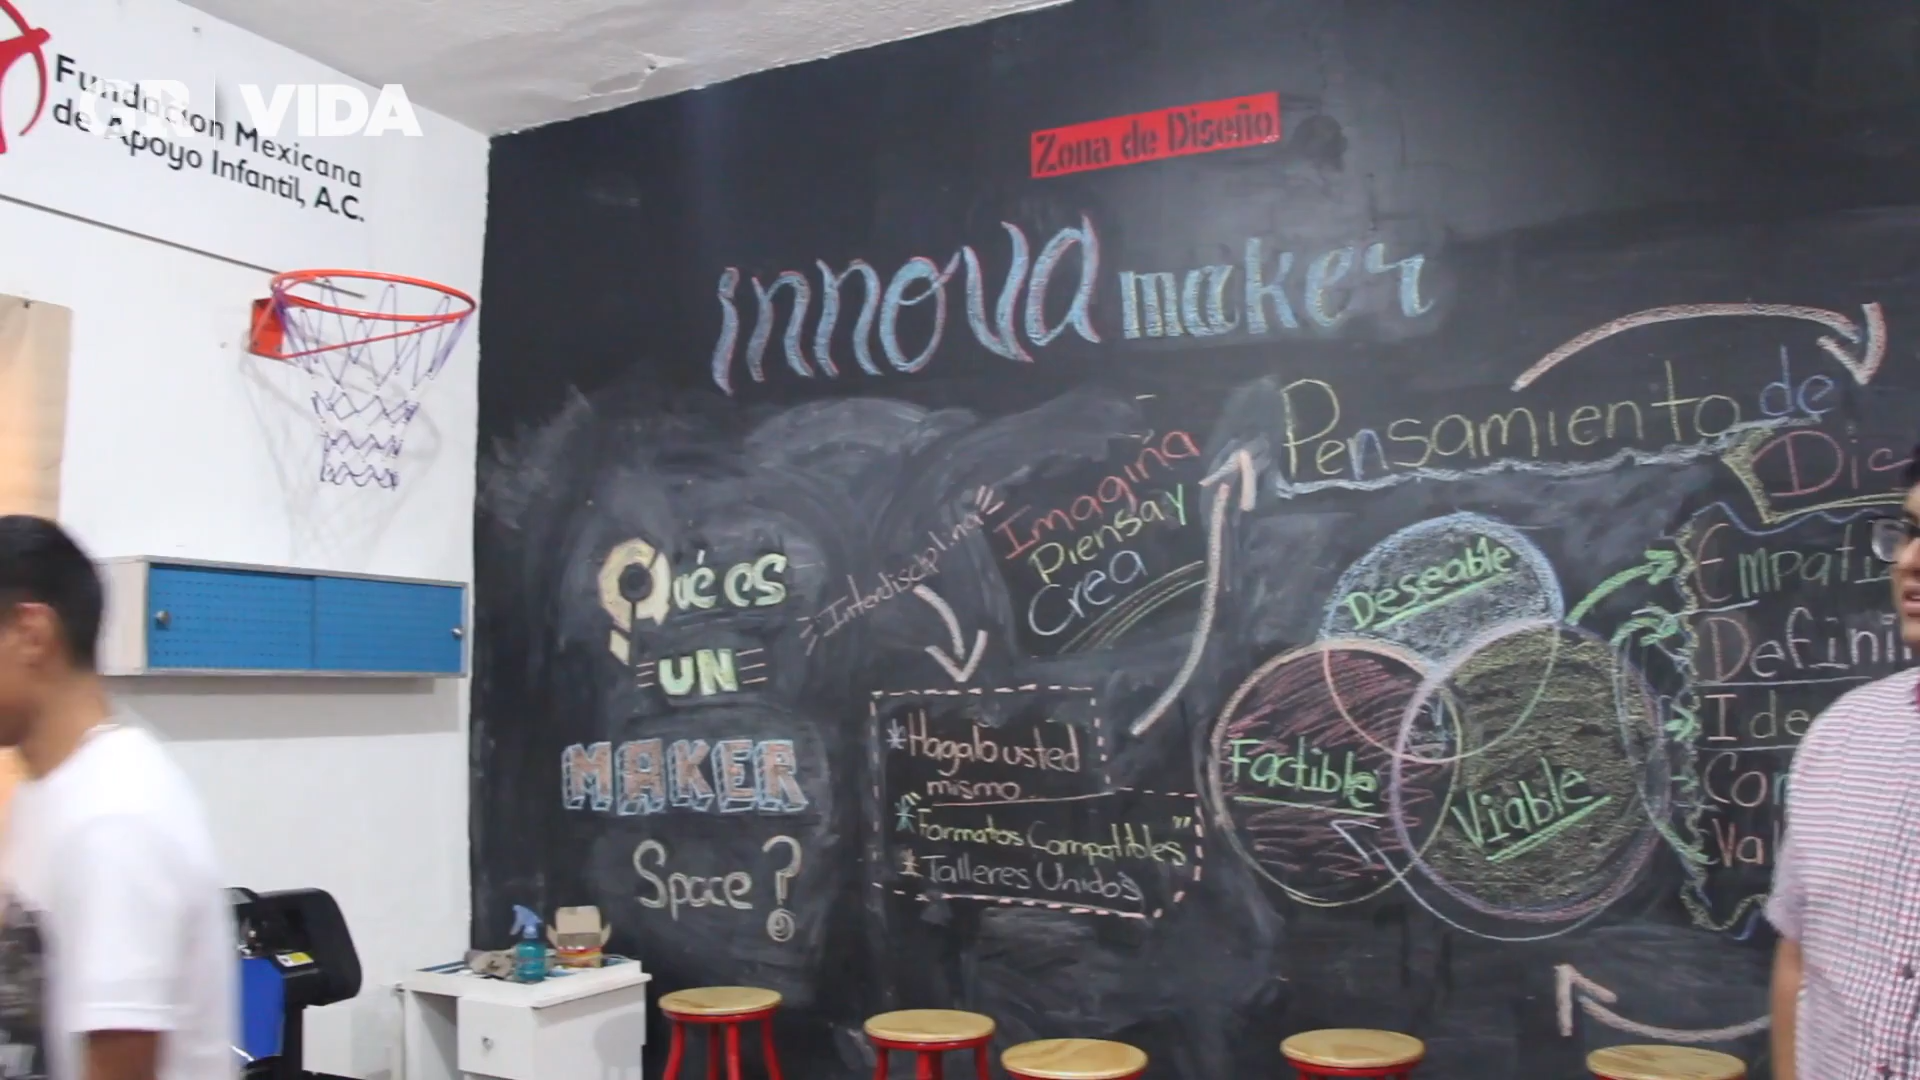 Fundación Mexicana
de Apoyo Infantil, A.C.
GR | VIDA
Zona de Diseño
innova maker
Qué es
UN
MAKER
Space?
Interdisciplina
Imagina
Piensa y
Crea
*Hagalo usted
mismo
*"Formatos Compatibles"
*Talleres Unidos
Pensamiento de
Deseable
Factible
Viable